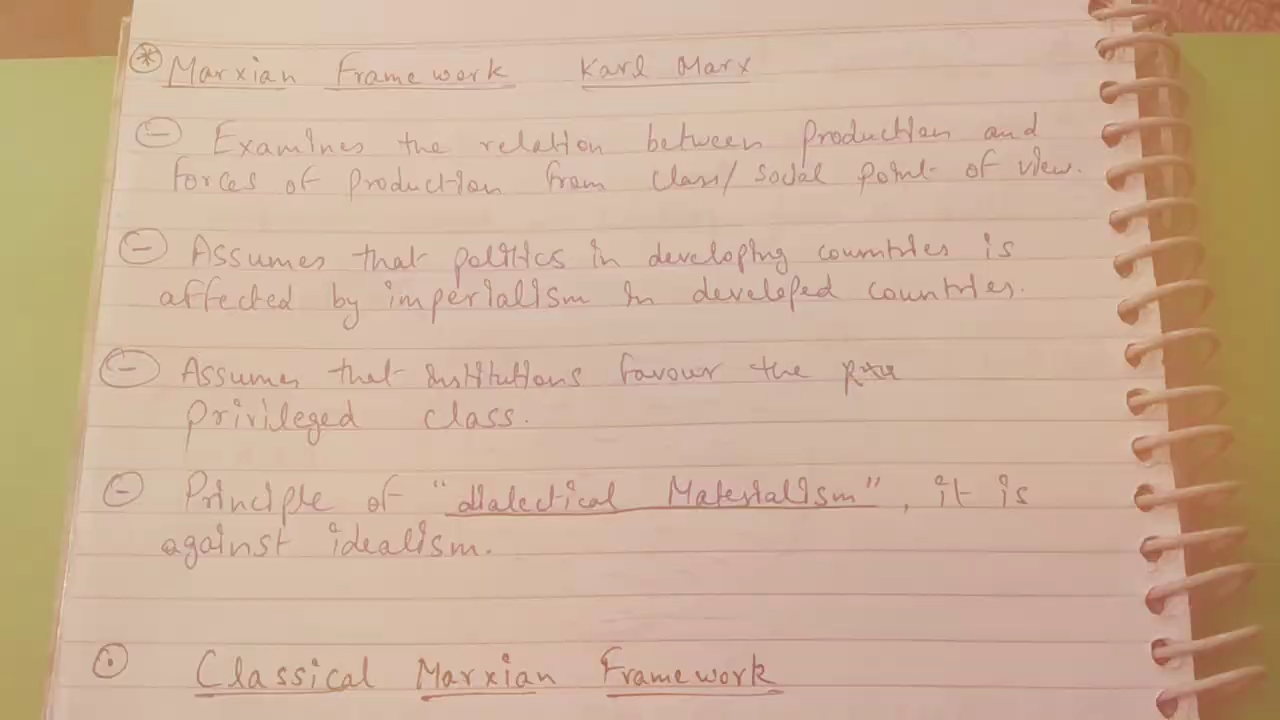 * Marxian Framework Karl Marx
- Examines the relation between production and
forces of production from class/social point of view.
- Assumes that politics in developing countries is
affected by imperialism in developed countries.
- Assumes that institutions favour the
privileged class.
- Principle of "dialectical Materialism", it is
against idealism.
• Classical Marxian Framework